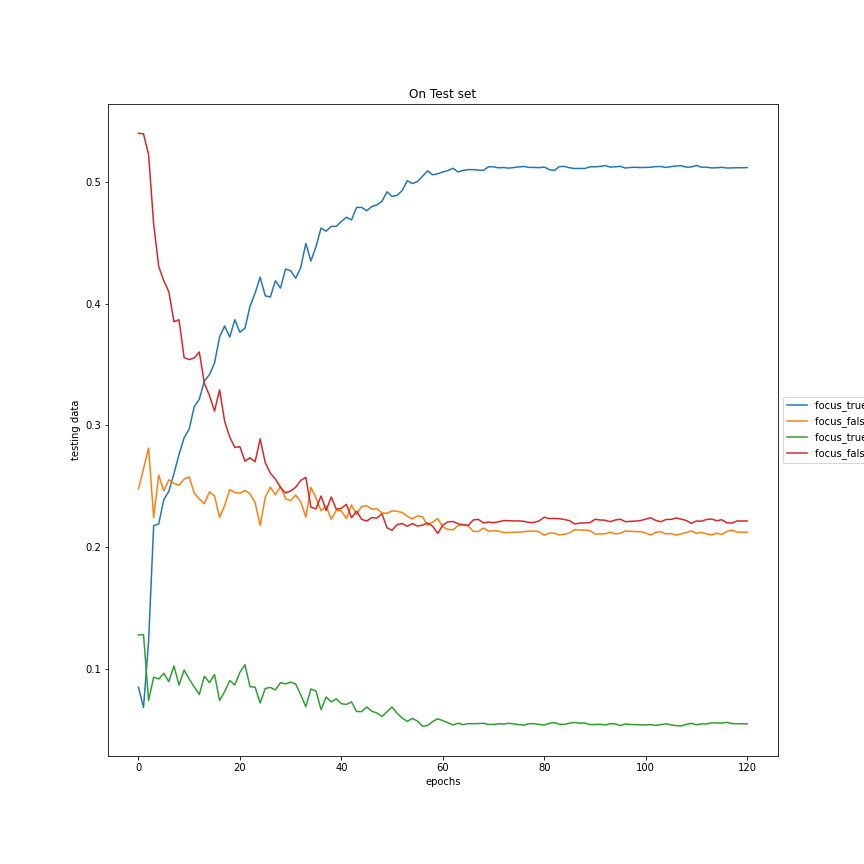 On Test set
testing data
0.5
0.4
0.3
0.2
0.1
0 20 40 60 80 100 120
epochs
focus_true
focus_fals
focus_true
focus_fals